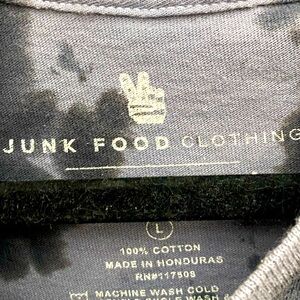 JUNK FOOD CLOTHING
L
100% COTTON
MADE IN HONDURAS
RN#117508
MACHINE WASH COLD